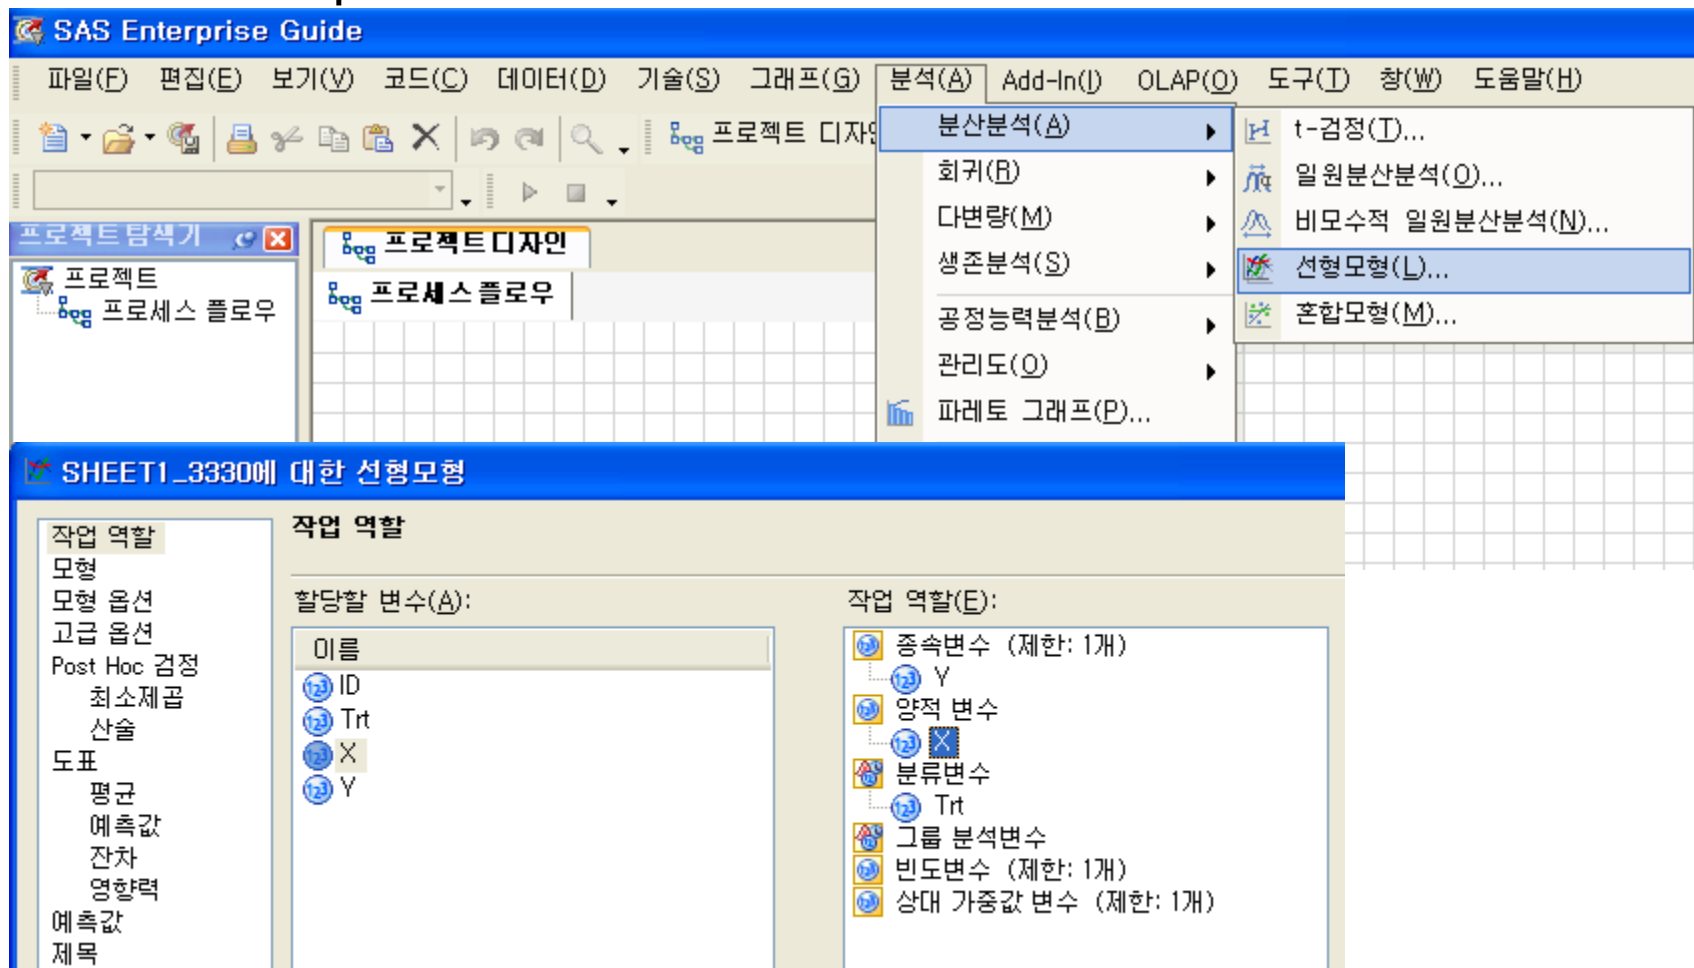 SAS Enterprise Guide
파일(F) 편집(E) 보기(V) 코드(C) 데이터(D) 기술(S) 그래프(G) 분석(A) Add-In(I) OLAP(O) 도구(T) 창(W) 도움말(H)
프로젝트 디자인
분산분석(A)
회귀(R)
다변량(M)
생존분석(S)
공정능력분석(B)
관리도(O)
파레토 그래프(P)...
t-검정(T)...
일원분산분석(O)...
비모수적 일원분산분석(N)...
선형모형(L)...
혼합모형(M)...
프로젝트 탐색기
프로젝트
프로세스 플로우
프로젝트 디자인
프로세스 플로우
SHEET1_3330에 대한 선형모형
작업 역할
모형
모형 옵션
고급 옵션
Post Hoc 검정
최소제곱
산술
도표
평균
예측값
잔차
영향력
예측값
제목
작업 역할
할당할 변수(A):
이름
ID
Trt
X
Y
작업 역할(E):
종속변수 (제한: 1개)
Y
양적 변수
X
분류변수
Trt
그룹 분석변수
빈도변수 (제한: 1개)
상대 가중값 변수 (제한: 1개)